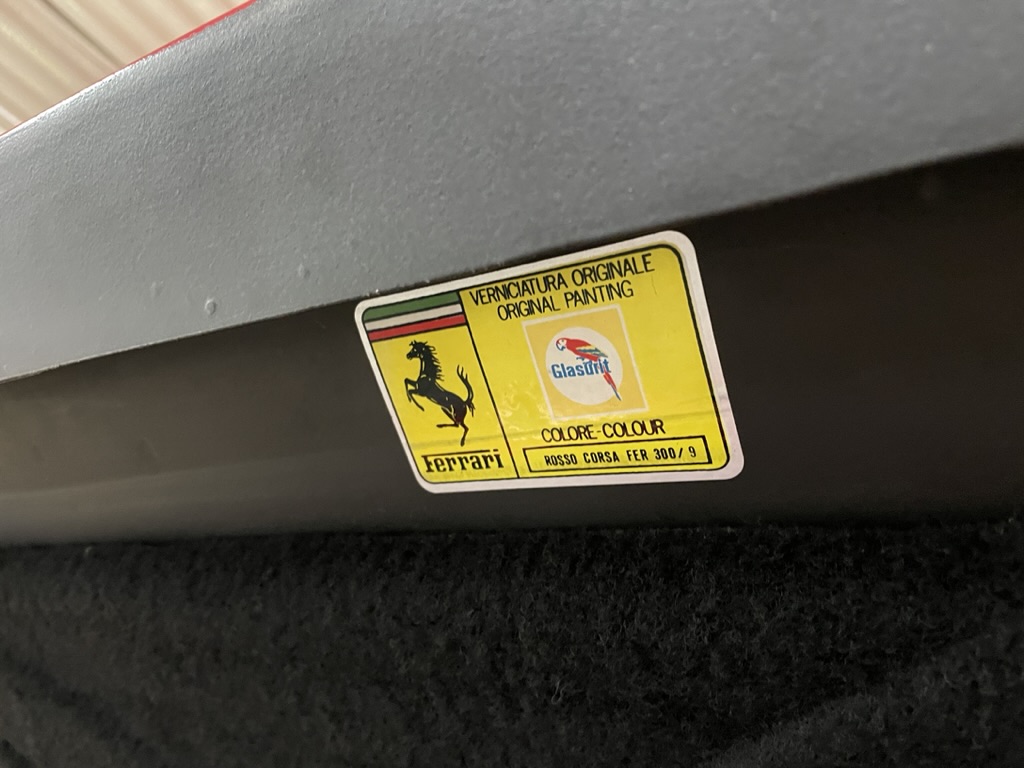 VERNICIATURA ORIGINALE
ORIGINAL PAINTING
Glasurit
COLORE-COLOUR
ROSSO CORSA FER 300/ 9
Ferrari